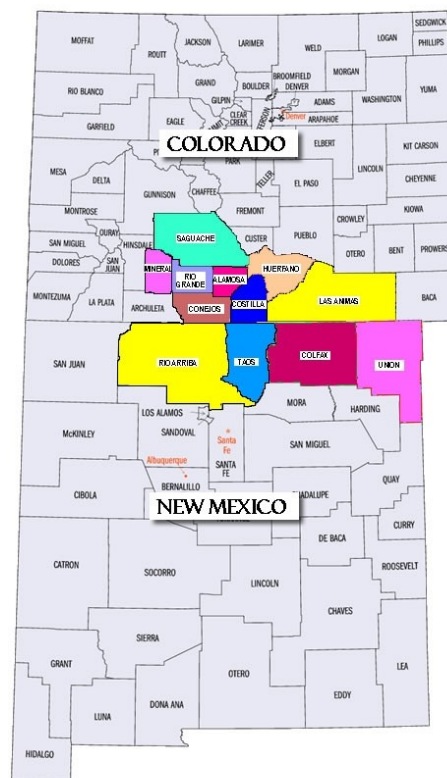 MOFFAT
ROUTT
JACKSON
LARIMER
WELD
LOGAN
SEDGWICK
PHILLIPS
MORGAN
GRAND
BOULDER
BROOMFIELD
DENVER
RIO BLANCO
GILPIN
ADAMS
WASHINGTON
YUMA
EAGLE
CLEAR
CREEK
Denver
ARAPAHOE
GARFIELD
COLORADO
ELBERT
KIT CARSON
PARK
MESA
DELTA
CHAFFEE
TELLER
EL PASO
LINCOLN
CHEYENNE
GUNNISON
FREMONT
MONTROSE
CROWLEY
KIOWA
OURAY
SAGUACHE
CUSTER
PUEBLO
SAN MIGUEL
HINSDALE
OTERO
BENT
PROWERS
DOLORES
SAN
JUAN
MINERAL
RIO
GRANDE
ALAMOSA
HUERFANO
MONTEZUMA
LA PLATA
ARCHULETA
CONEJOS
COSTILLA
LAS ANIMAS
BACA
SAN JUAN
RIO ARRIBA
TAOS
COLFAX
UNION
LOS ALAMOS
MORA
HARDING
McKINLEY
SANDOVAL
Santa
Fe
SAN MIGUEL
Albuquerque
SANTA
FE
BERNALILLO
QUAY
CIBOLA
NEW MEXICO
GUADALUPE
CURRY
DE BACA
CATRON
SOCORRO
ROOSEVELT
LINCOLN
CHAVES
SIERRA
GRANT
OTERO
LEA
LUNA
DONA ANA
EDDY
HIDALGO